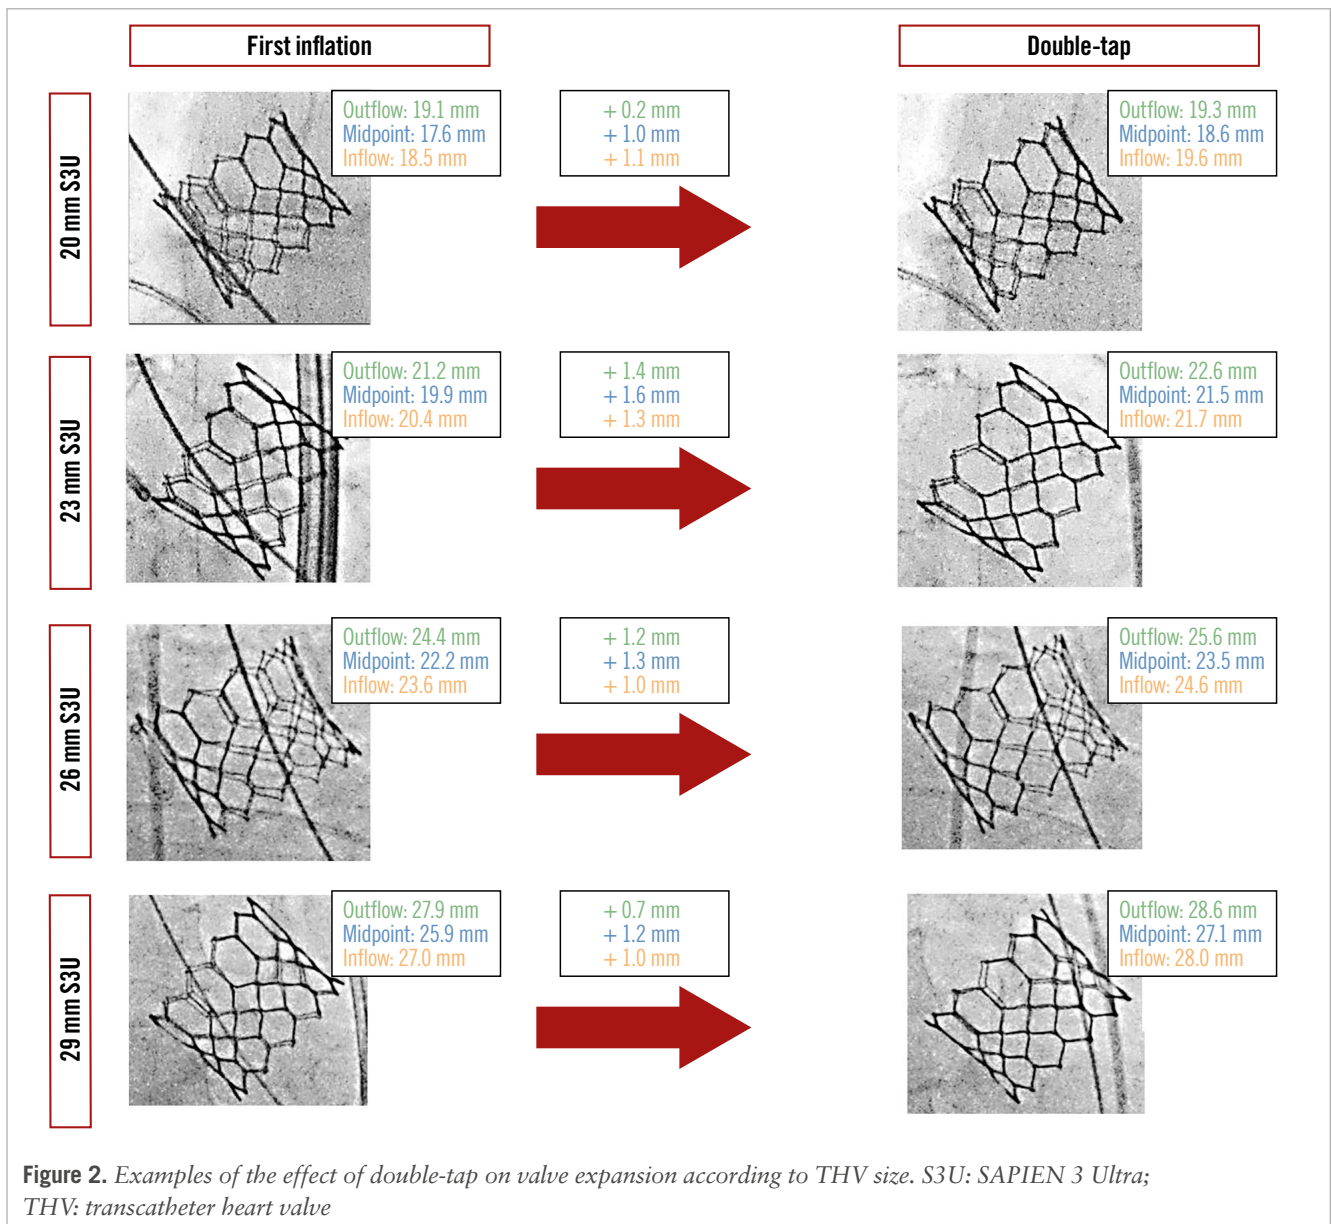 First inflation
Double-tap
20 mm S3U
Outflow: 19.1 mm
Midpoint: 17.6 mm
Inflow: 18.5 mm
+ 0.2 mm
+ 1.0 mm
+ 1.1 mm
Outflow: 19.3 mm
Midpoint: 18.6 mm
Inflow: 19.6 mm
23 mm S3U
Outflow: 21.2 mm
Midpoint: 19.9 mm
Inflow: 20.4 mm
+ 1.4 mm
+ 1.6 mm
+ 1.3 mm
Outflow: 22.6 mm
Midpoint: 21.5 mm
Inflow: 21.7 mm
26 mm S3U
Outflow: 24.4 mm
Midpoint: 22.2 mm
Inflow: 23.6 mm
+ 1.2 mm
+ 1.3 mm
+ 1.0 mm
Outflow: 25.6 mm
Midpoint: 23.5 mm
Inflow: 24.6 mm
29 mm S3U
Outflow: 27.9 mm
Midpoint: 25.9 mm
Inflow: 27.0 mm
+ 0.7 mm
+ 1.2 mm
+ 1.0 mm
Outflow: 28.6 mm
Midpoint: 27.1 mm
Inflow: 28.0 mm
Figure 2. Examples of the effect of double-tap on valve expansion according to THV size. S3U: SAPIEN 3 Ultra;
THV: transcatheter heart valve